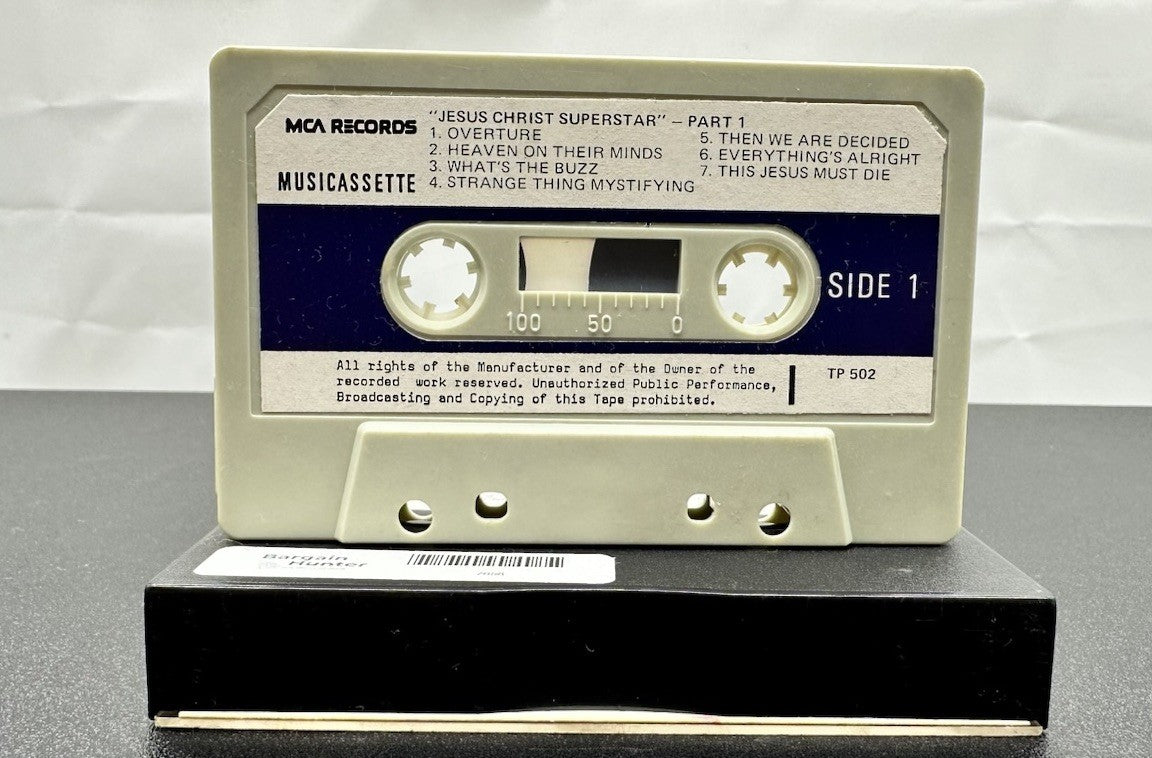 MCA RECORDS
MUSICASSETTE
"JESUS CHRIST SUPERSTAR" – PART 1
1. OVERTURE
2. HEAVEN ON THEIR MINDS
3. WHAT'S THE BUZZ
4. STRANGE THING MYSTIFYING
5. THEN WE ARE DECIDED
6. EVERYTHING'S ALRIGHT
7. THIS JESUS MUST DIE
SIDE 1
100 50 0
All rights of the Manufacturer and of the Owner of the
recorded work reserved. Unauthorized Public Performance,
Broadcasting and Copying of this Tape prohibited.
TP 502
Bargain
Hunter